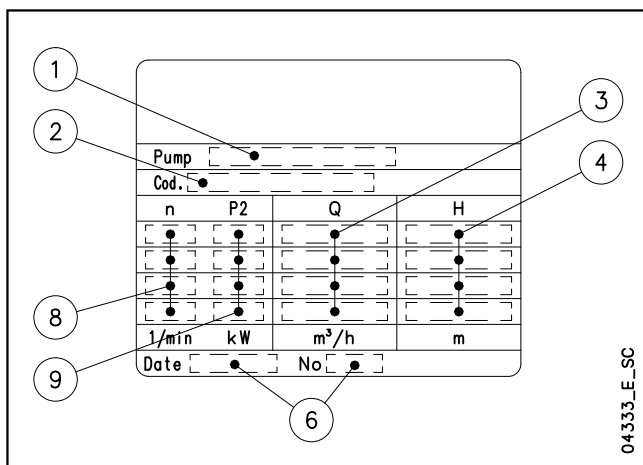 1
2
3
4
Pump
Cod.
n P2 Q H
8
1/min kW m³/h m
9
Date No
6
04333_E_SC